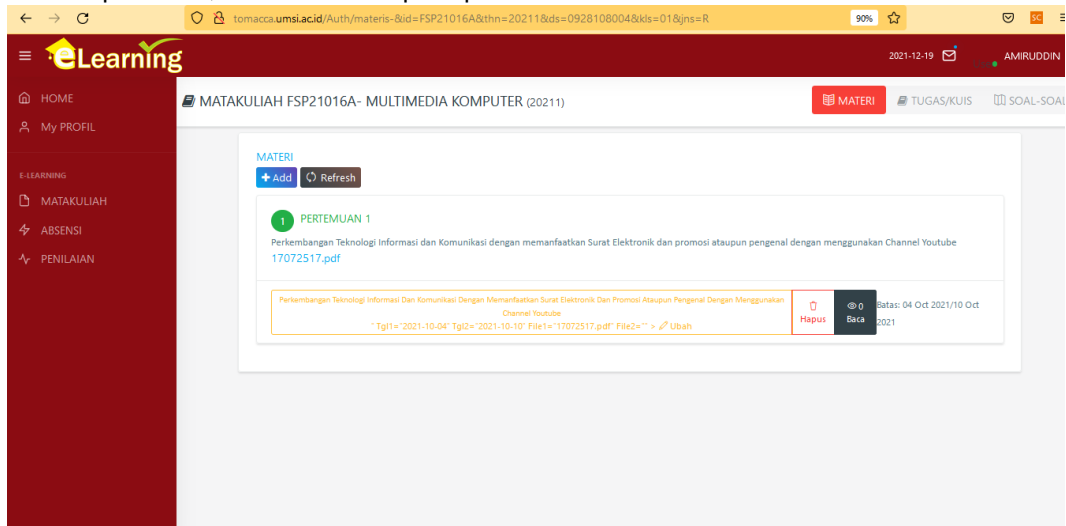 90%
tomacca.umsi.ac.id/Auth/materis-&id=FSP21016A&thn=20211&ds=0928108004&kls=01&jns=R
SC
eLearning
2021-12-19
AMIRUDDIN
HOME
My PROFIL
E-LEARNING
MATAKULIAH
ABSENSI
PENILAIAN
MATAKULIAH FSP21016A- MULTIMEDIA KOMPUTER (20211)
MATERI
TUGAS/KUIS
SOAL-SOAL
MATERI
+ Add
Refresh
1 PERTEMUAN 1
Perkembangan Teknologi Informasi dan Komunikasi dengan memanfaatkan Surat Elektronik dan promosi ataupun pengenal dengan menggunakan Channel Youtube
17072517.pdf
Perkembangan Teknologi Informasi Dan Komunikasi Dengan Memanfaatkan Surat Elektronik Dan Promosi Ataupun Pengenal Dengan Menggunakan
Channel Youtube
" Tgl1="2021-10-04" Tgl2="2021-10-10" File1="17072517.pdf" File2="" > Ubah
Hapus
0
Baca
Batas: 04 Oct 2021/10 Oct
2021